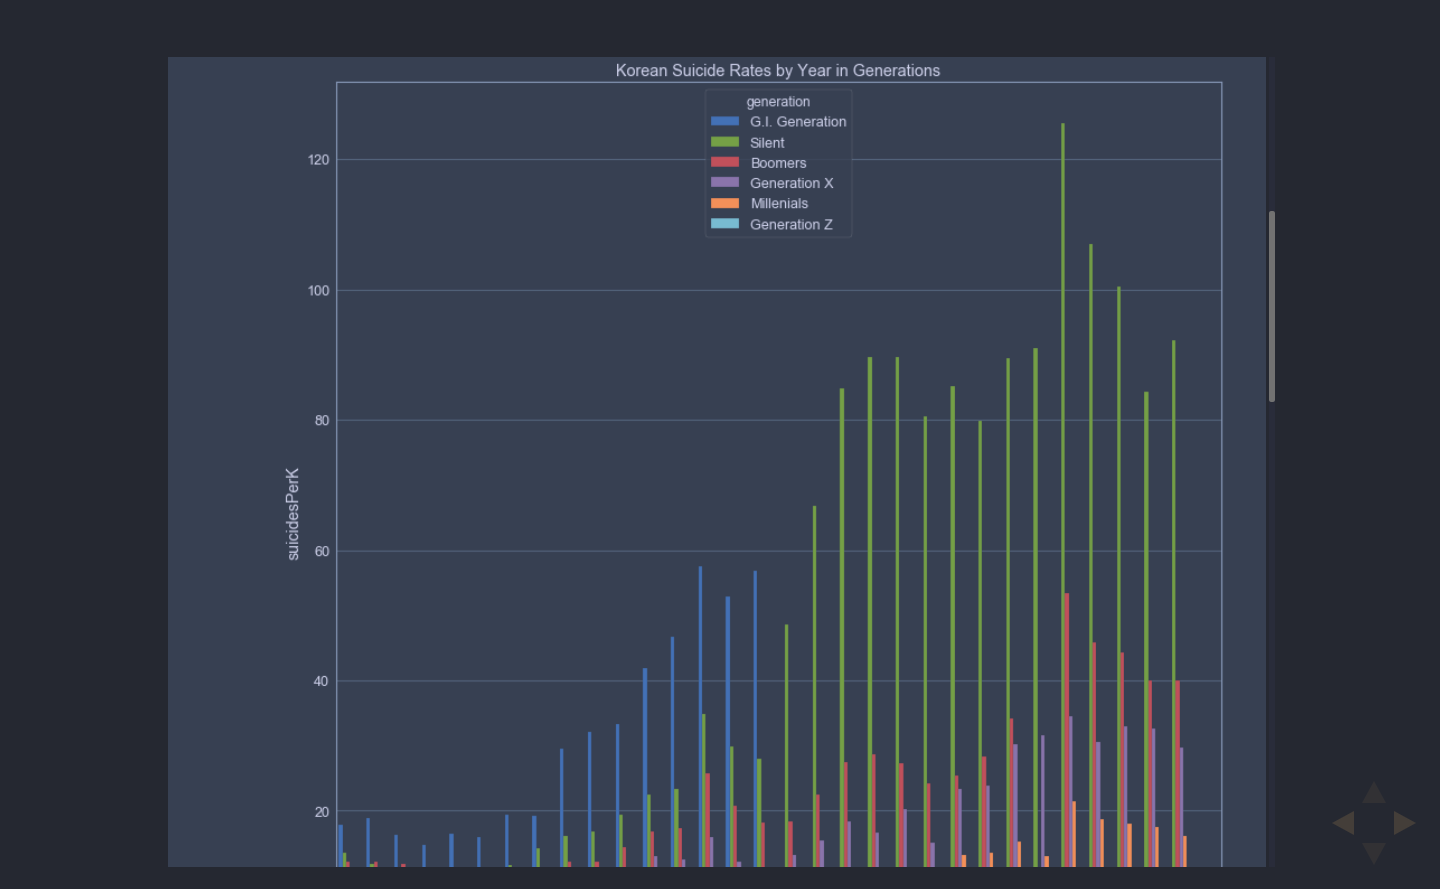 Korean Suicide Rates by Year in Generations
generation
G.I. Generation
Silent
Boomers
Generation X
Millenials
Generation Z
120
100
80
60
40
20
suicidesPerK